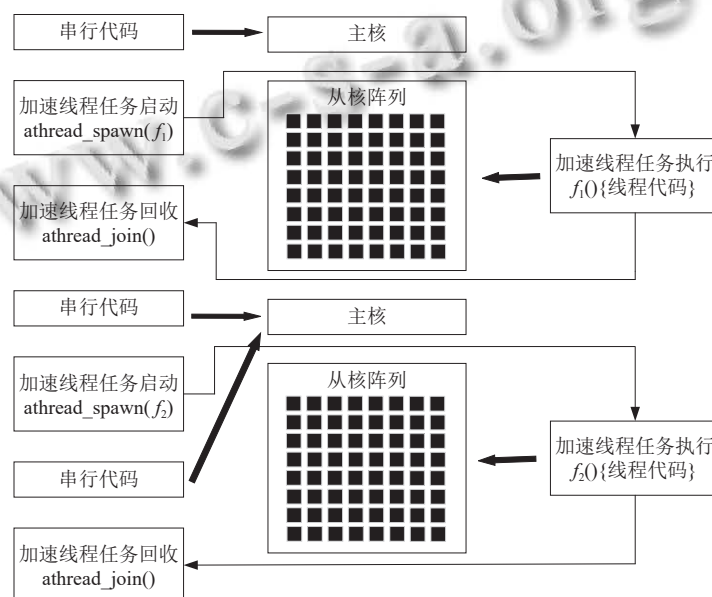 串行代码
主核
加速线程任务启动
athread_spawn(f₁)
从核阵列
加速线程任务执行
f₁(){线程代码}
加速线程任务回收
athread_join()
串行代码
主核
加速线程任务启动
athread_spawn(f₂)
从核阵列
加速线程任务执行
f₂(){线程代码}
串行代码
加速线程任务回收
athread_join()
www.c-s-a.org